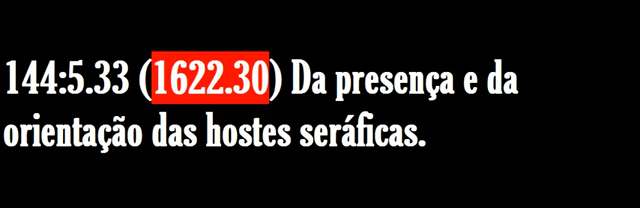 144:5.33 (1622.30) Da presença e da
orientação das hostes seráficas.